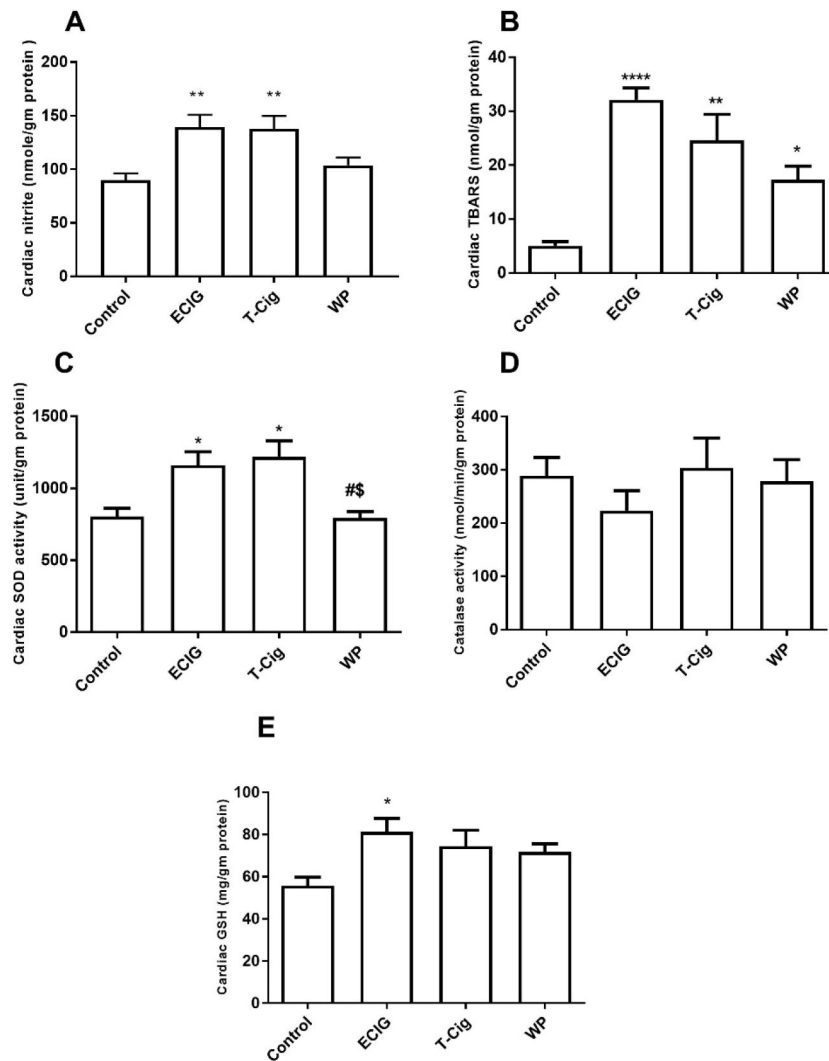 A
Cardiac nitrite (nmole/gm protein )
200
150
100
50
0
** **
Control ECIG T-Cig WP
B
Cardiac TBARS (nmol/gm protein)
40
30
20
10
0
**** ** *
Control ECIG T-Cig WP
C
Cardiac SOD activity (unit/gm protein)
1500
1000
500
0
* * #$
Control ECIG T-Cig WP
D
Catalase activity (nmol/min/gm protein)
400
300
200
100
0
Control ECIG T-Cig WP
E
Cardiac GSH (mg/gm protein)
100
80
60
40
20
0
*
Control ECIG T-Cig WP